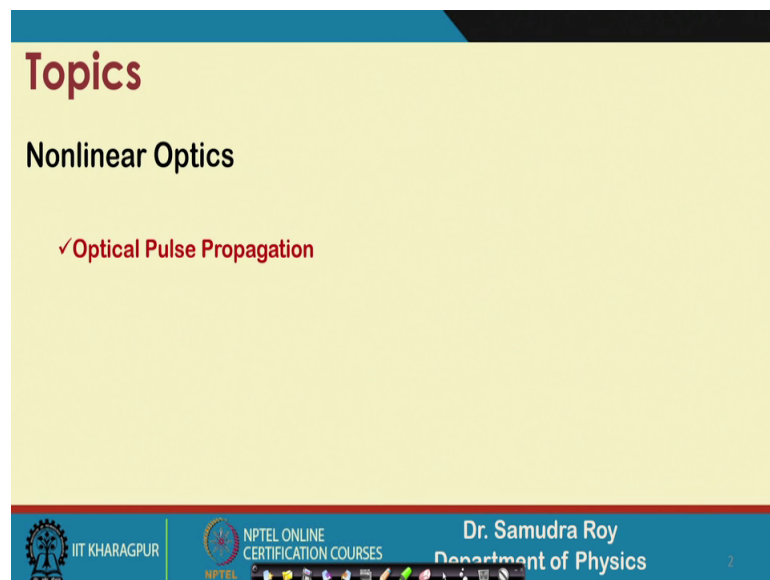 Topics
Nonlinear Optics
✓Optical Pulse Propagation
IIT KHARAGPUR
NPTEL ONLINE
CERTIFICATION COURSES
NPTEL
Dr. Samudra Roy
Department of Physics
2